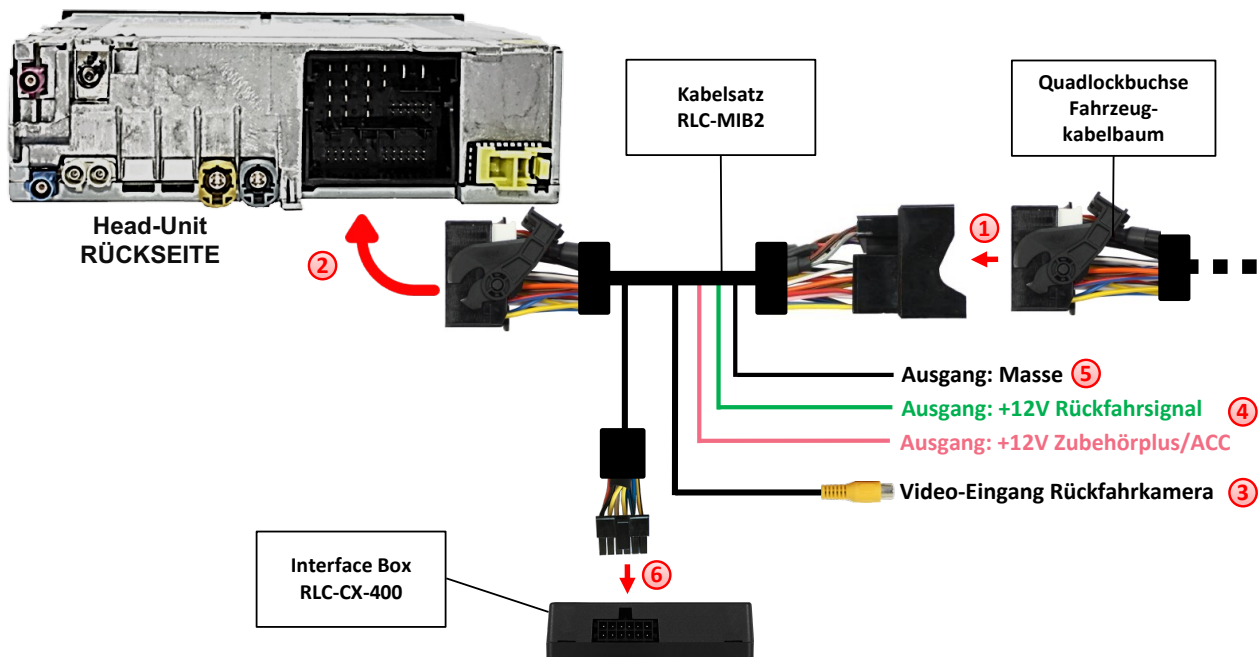 Kabelsatz
RLC-MIB2
Quadlockbuchse
Fahrzeug-
kabelbaum
Head-Unit
RÜCKSEITE
2
1
Ausgang: Masse 5
Ausgang: +12V Rückfahrsignal 4
Ausgang: +12V Zubehörplus/ACC
Video-Eingang Rückfahrkamera 3
Interface Box
RLC-CX-400
6